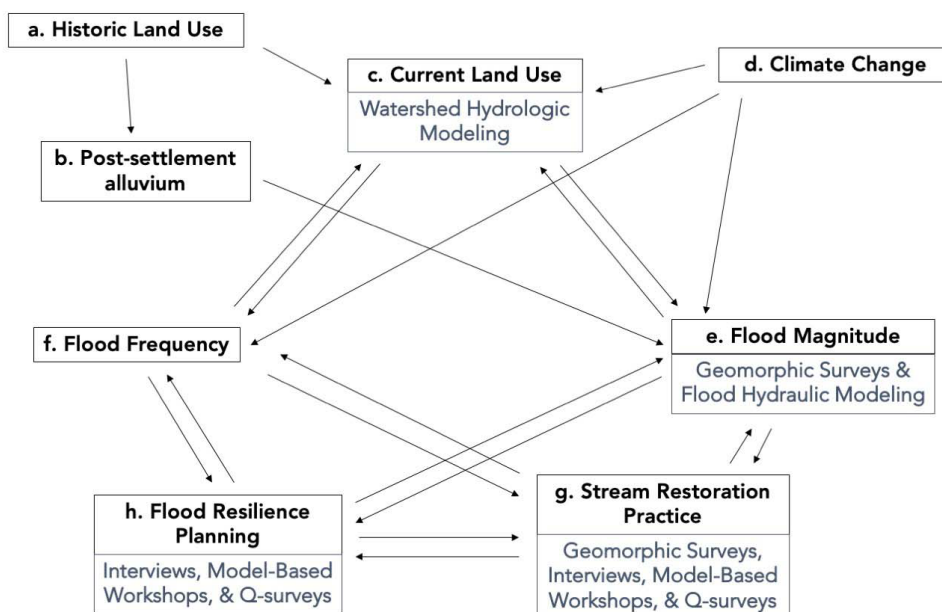 a. Historic Land Use
c. Current Land Use
Watershed Hydrologic
Modeling
d. Climate Change
b. Post-settlement
alluvium
f. Flood Frequency
e. Flood Magnitude
Geomorphic Surveys &
Flood Hydraulic Modeling
h. Flood Resilience
Planning
Interviews, Model-Based
Workshops, & Q-surveys
g. Stream Restoration
Practice
Geomorphic Surveys,
Interviews, Model-Based
Workshops, & Q-surveys